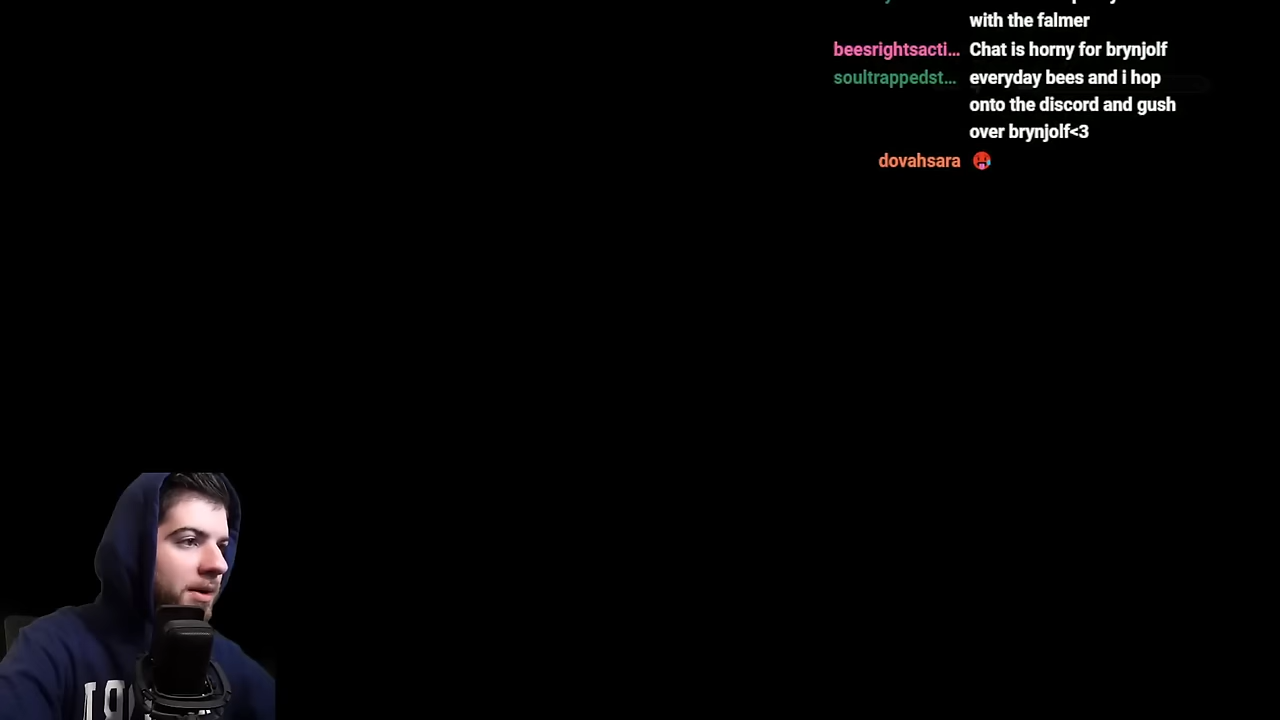 with the falmer
beesrightsacti... Chat is horny for brynjolf
soultrappedst... everyday bees and i hop
onto the discord and gush
over brynjolf<3
dovahsara 🥵